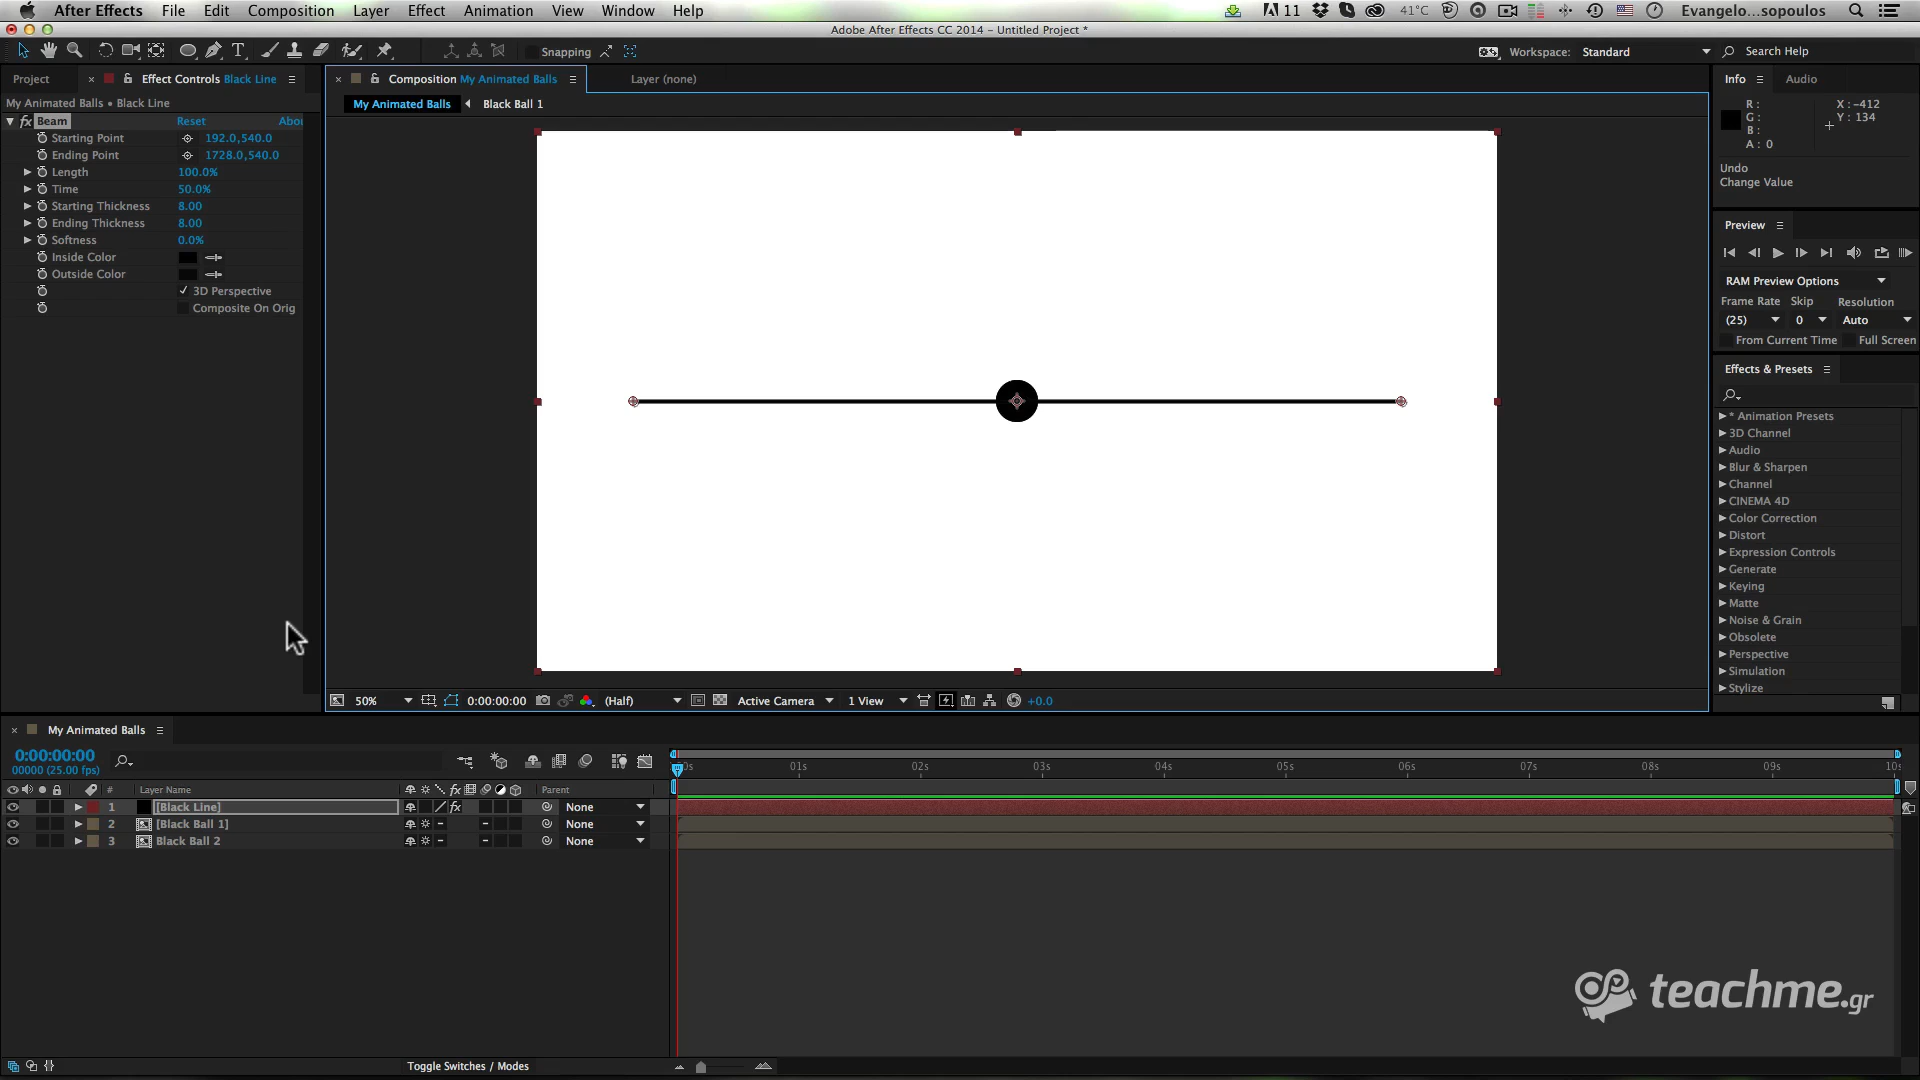 After Effects File Edit Composition Layer Effect Animation View Window Help 11 41°C Evangelo...sopoulos
Adobe After Effects CC 2014 – Untitled Project *
T Snapping Workspace: Standard Search Help
Project × Effect Controls Black Line
My Animated Balls • Black Line
fx Beam Reset Abou
Starting Point 192.0,540.0
Ending Point 1728.0,540.0
Length 100.0%
Time 50.0%
Starting Thickness 8.00
Ending Thickness 8.00
Softness 0.0%
Inside Color
Outside Color
3D Perspective
Composite On Orig
× Composition My Animated Balls Layer (none)
My Animated Balls Black Ball 1
50% 0:00:00:00 (Half) Active Camera 1 View +0.0
Info Audio
R: X: -412
G: Y: 134
B:
A: 0
Undo
Change Value
Preview
RAM Preview Options
Frame Rate Skip Resolution
(25) 0 Auto
From Current Time Full Screen
Effects & Presets
* Animation Presets
3D Channel
Audio
Blur & Sharpen
Channel
CINEMA 4D
Color Correction
Distort
Expression Controls
Generate
Keying
Matte
Noise & Grain
Obsolete
Perspective
Simulation
Stylize
× My Animated Balls
0:00:00:00
00000 (25.00 fps)
# Layer Name fx Parent
1 [Black Line] fx None
2 [Black Ball 1] None
3 Black Ball 2 None
0s 01s 02s 03s 04s 05s 06s 07s 08s 09s 10s
Toggle Switches / Modes
teachme.gr